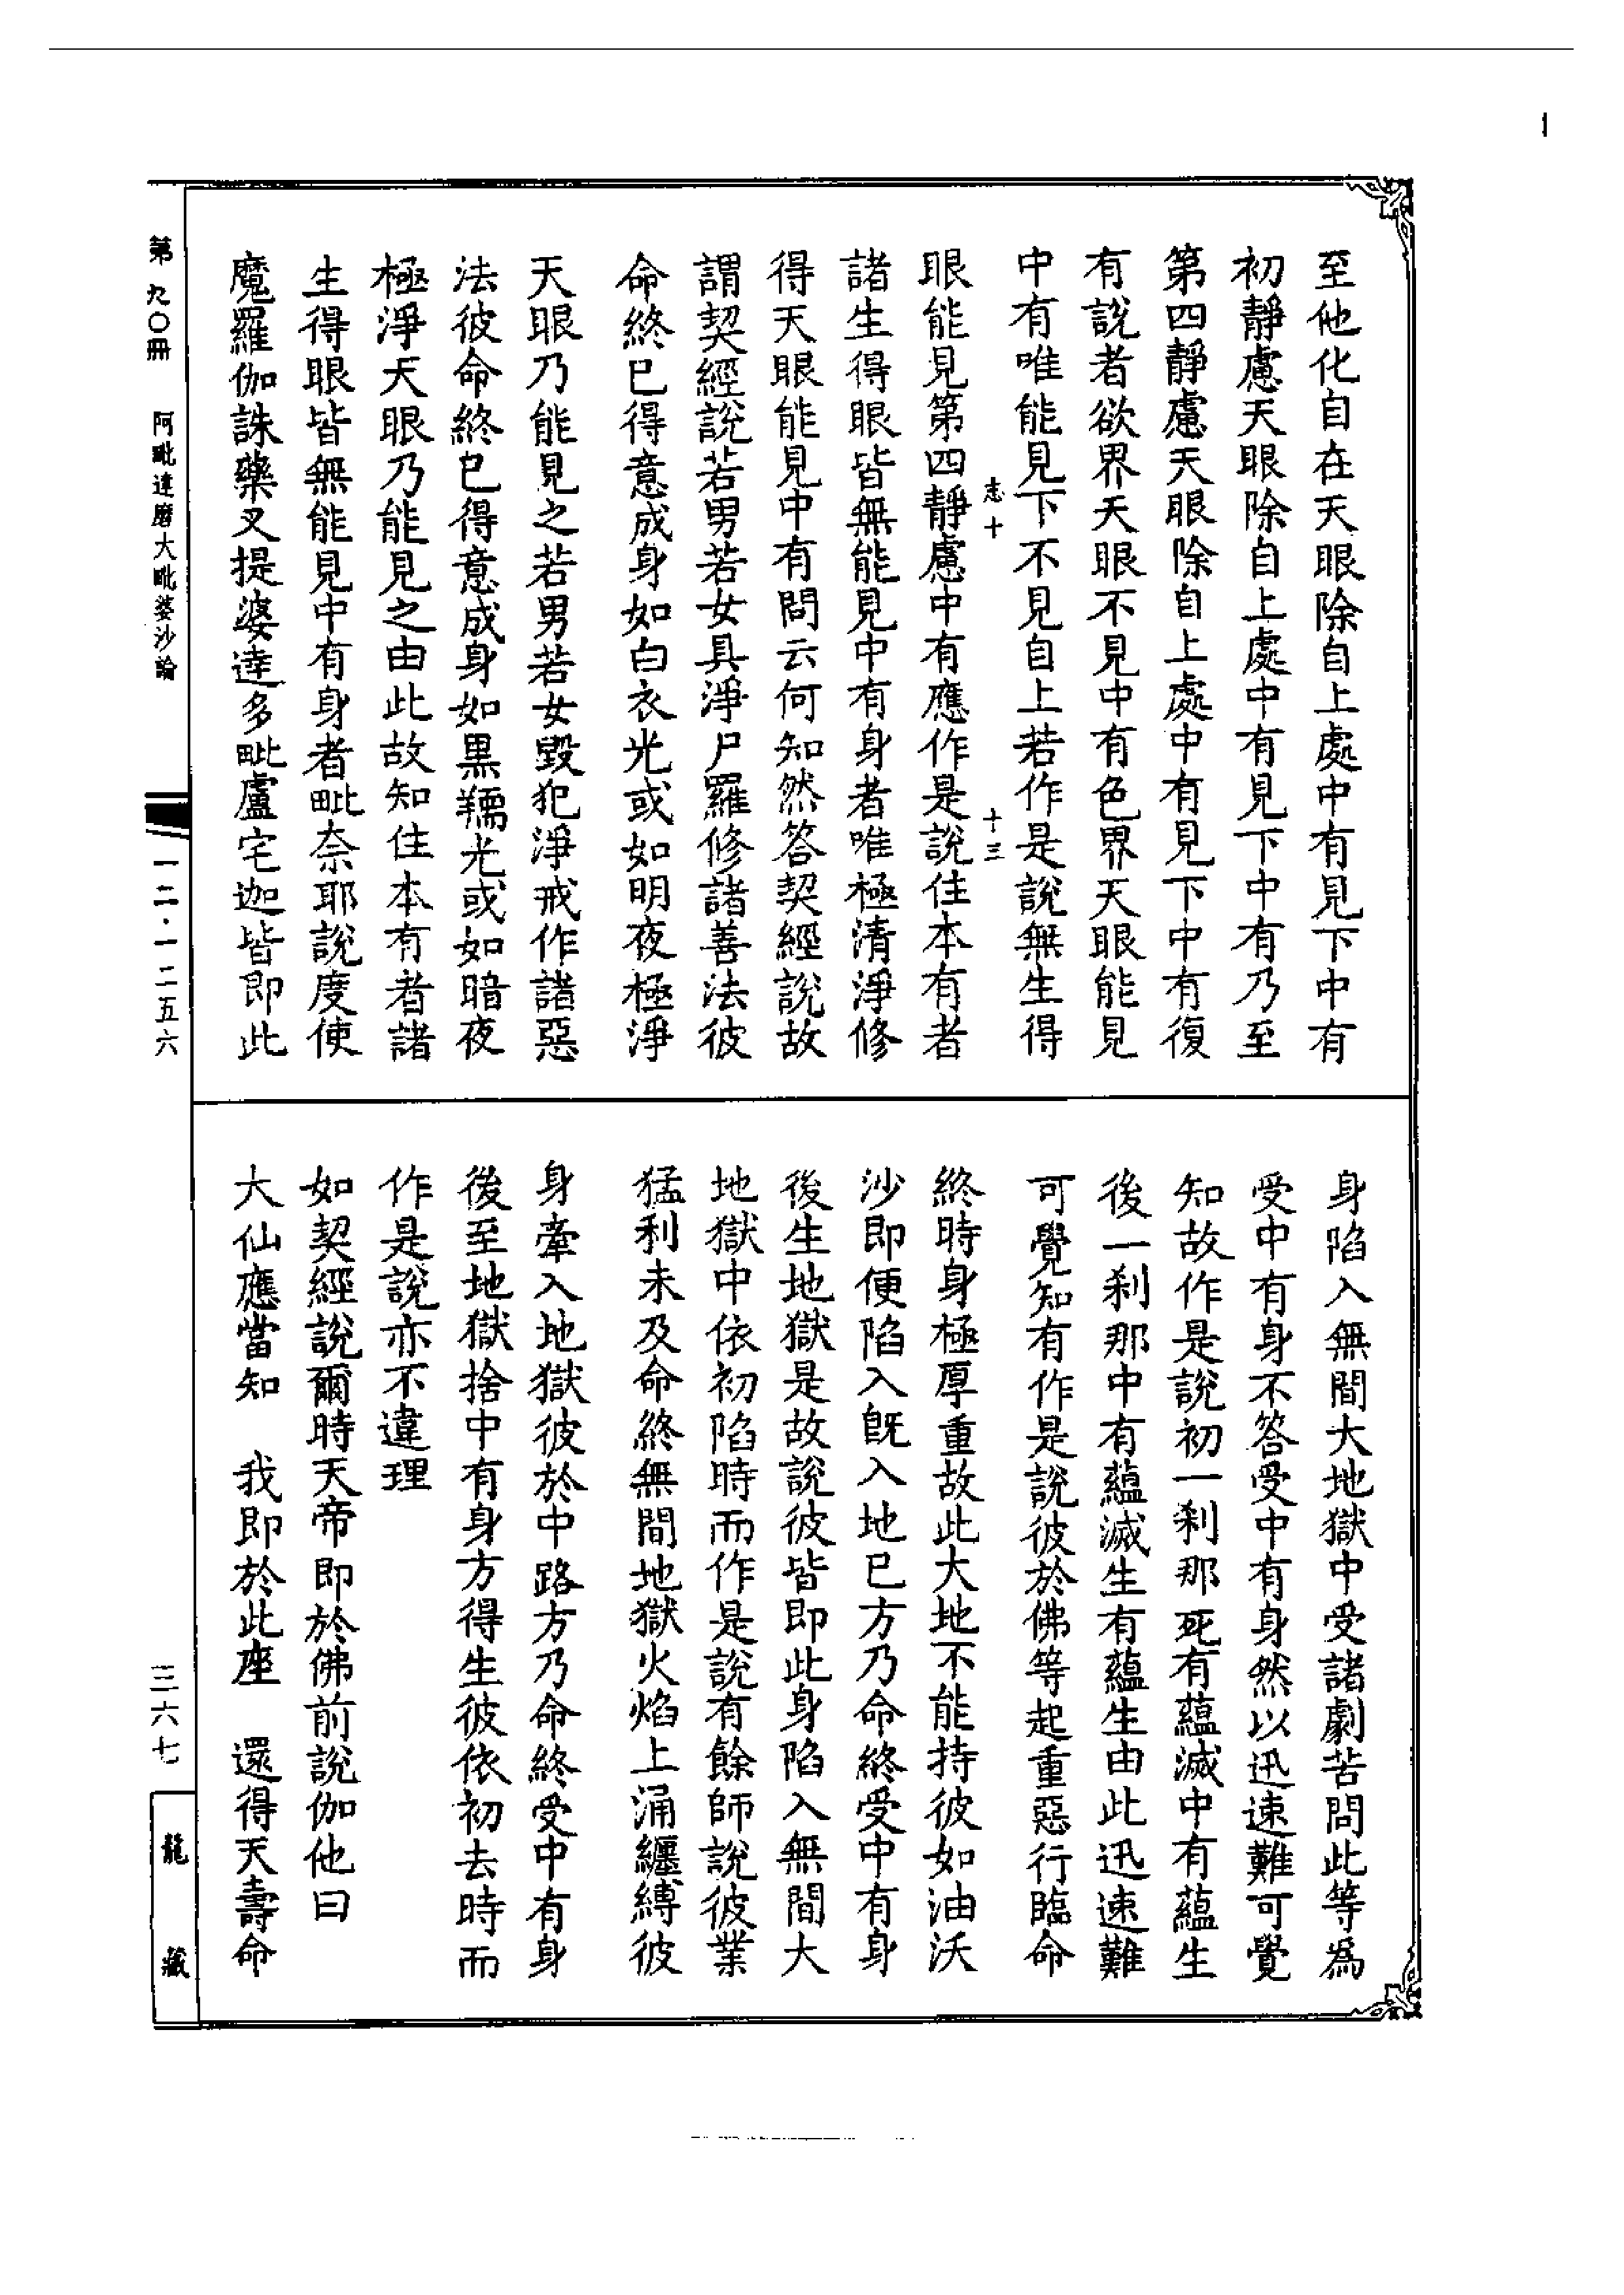 至他化自在天眼除自上處中有見下中有
初靜慮天眼除自上處中有見下中有乃至
第四靜慮天眼除自上處中有見下中有復
有說者欲界天眼不見中有色界天眼能見
中有唯能見下不見自上若作是說無生得
志十
十三
眼能見第四靜慮中有應作是說住本有者
諸生得眼皆無能見中有身者唯極清淨修
得天眼能見中有問云何知然答契經說故
謂契經說若男若女具淨尸羅修諸善法彼
命終已得意成身如白衣光或如明夜極淨
天眼乃能見之若男若女毀犯淨戒作諸惡
法彼命終已得意成身如黑羺光或如暗夜
極淨天眼乃能見之由此故知住本有者諸
生得眼皆無能見中有身者毗奈耶說度使
魔羅伽誅藥叉提婆達多毗盧宅迦皆即此
身陷入無間大地獄中受諸劇苦問此等為
受中有身不答受中有身然以迅速難可覺
知故作是說初一剎那死有蘊滅中有蘊生
後一剎那中有蘊滅生有蘊生由此迅速難
可覺知有作是說彼於佛等起重惡行臨命
終時身極厚重故此大地不能持彼如油沃
沙即便陷入既入地已方乃命終受中有身
後生地獄是故說彼皆即此身陷入無間大
地獄中依初陷時而作是說有餘師說彼業
猛利未及命終無間地獄火焰上涌纏縛彼
身牽入地獄彼於中路方乃命終受中有身
後至地獄捨中有身方得生彼依初去時而
作是說亦不違理
如契經說爾時天帝即於佛前說伽他曰
大仙應當知　我即於此座　還得天壽命
第九〇冊　阿毗達磨大毗婆沙論
一二·一二五六
三六七
龍藏